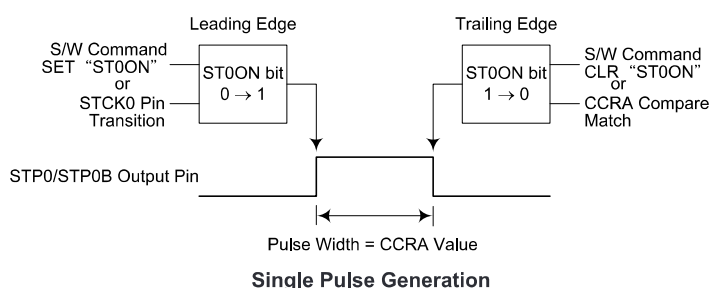 Leading Edge
S/W Command
SET “ST0ON”
or
STCK0 Pin
Transition
ST0ON bit
0 → 1
Trailing Edge
ST0ON bit
1 → 0
S/W Command
CLR “ST0ON”
or
CCRA Compare
Match
STP0/STP0B Output Pin
Pulse Width = CCRA Value
Single Pulse Generation